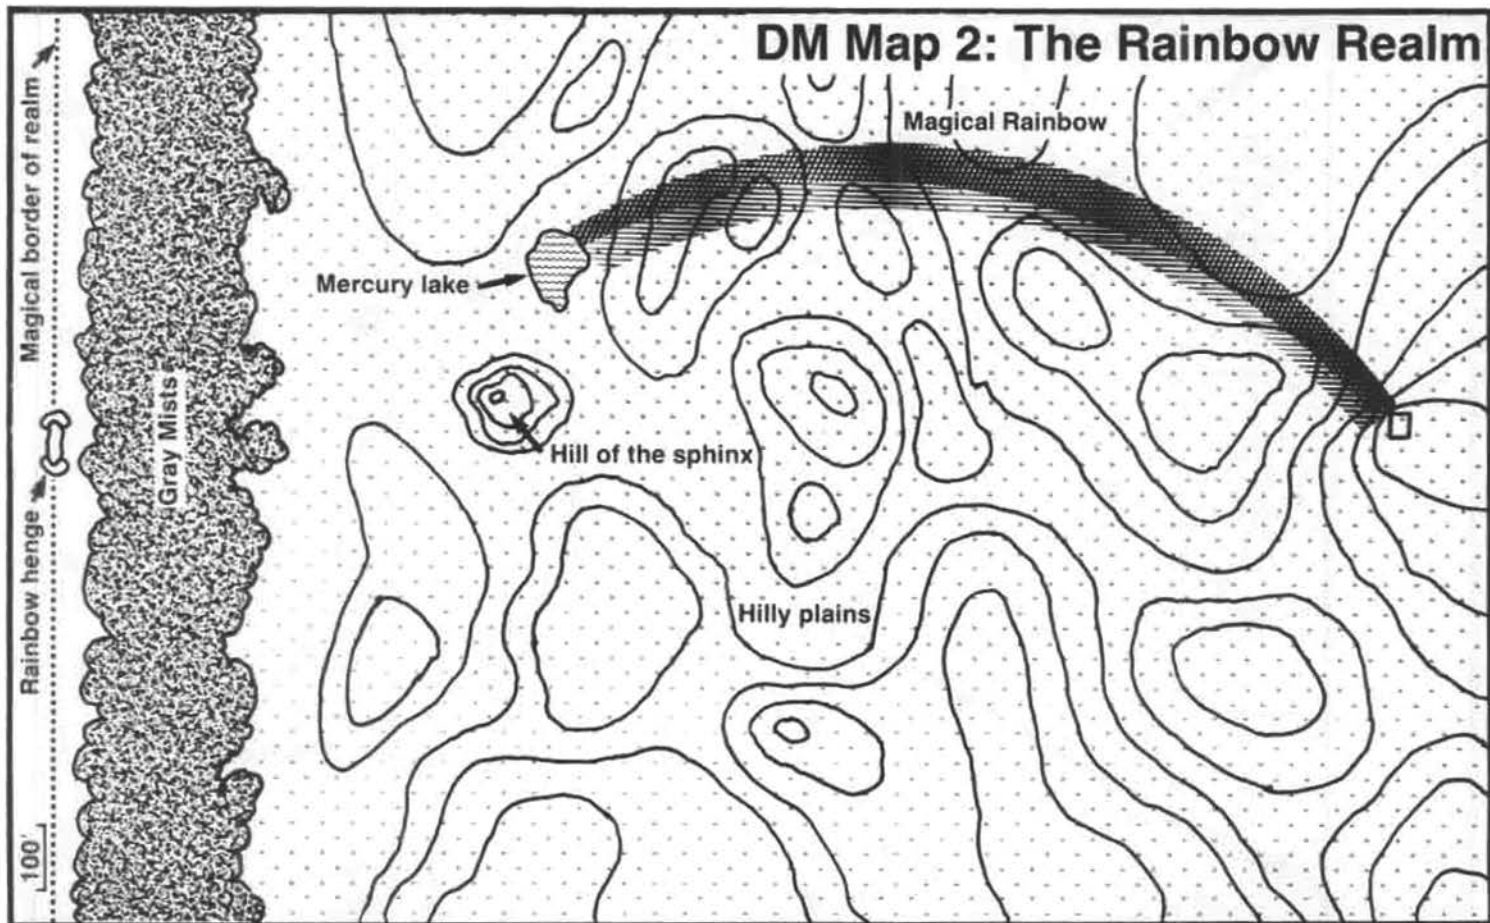 DM Map 2: The Rainbow Realm
Magical Rainbow
Magical border of realm
Mercury lake
Gray Mists
Hill of the sphinx
Rainbow henge
Hilly plains
100'